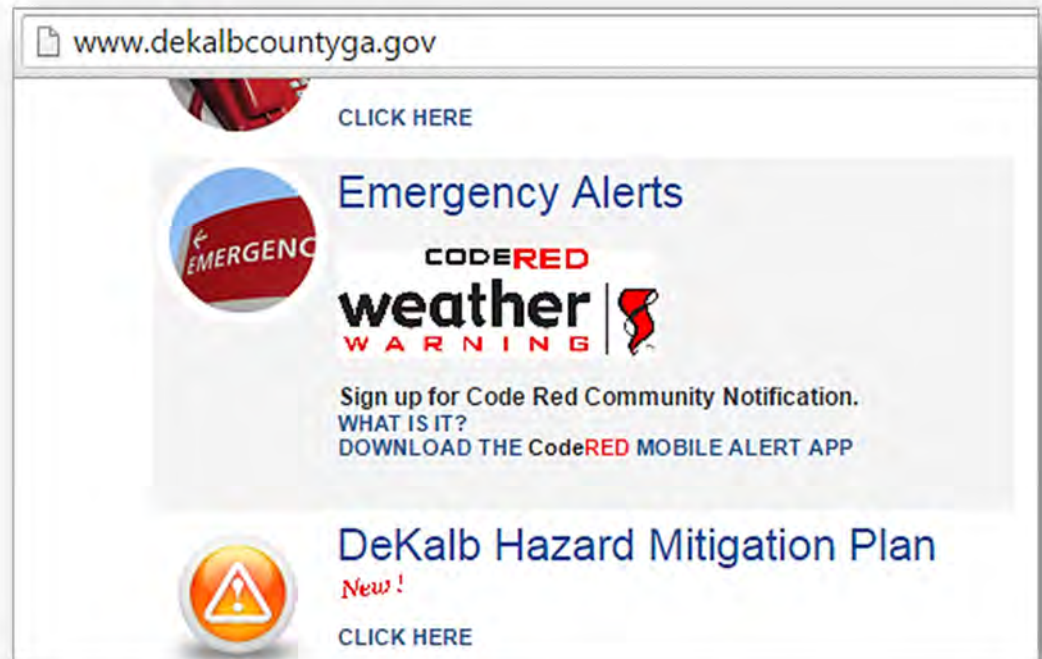 www.dekalbcountyga.gov
CLICK HERE
Emergency Alerts
EMERGENC
CODERED
weather
WARNING
Sign up for Code Red Community Notification.
WHAT IS IT?
DOWNLOAD THE CodeRED MOBILE ALERT APP
DeKalb Hazard Mitigation Plan
New!
CLICK HERE